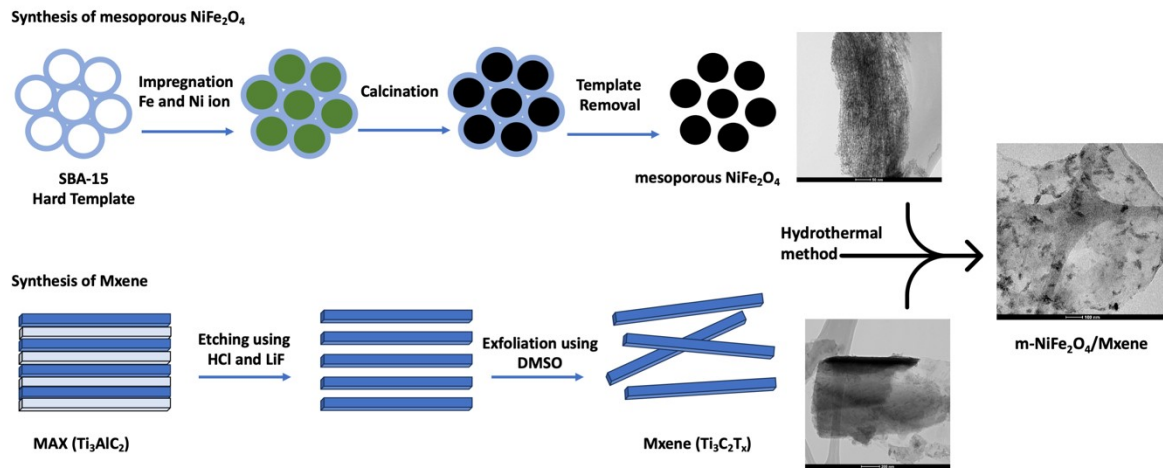 Synthesis of mesoporous NiFe₂O₄
Impregnation
Fe and Ni ion
Calcination
Template
Removal
SBA-15
Hard Template
mesoporous NiFe₂O₄
Hydrothermal
method
m-NiFe₂O₄/Mxene
Synthesis of Mxene
Etching using
HCl and LiF
Exfoliation using
DMSO
MAX (Ti₃AlC₂)
Mxene (Ti₃C₂Tₓ)